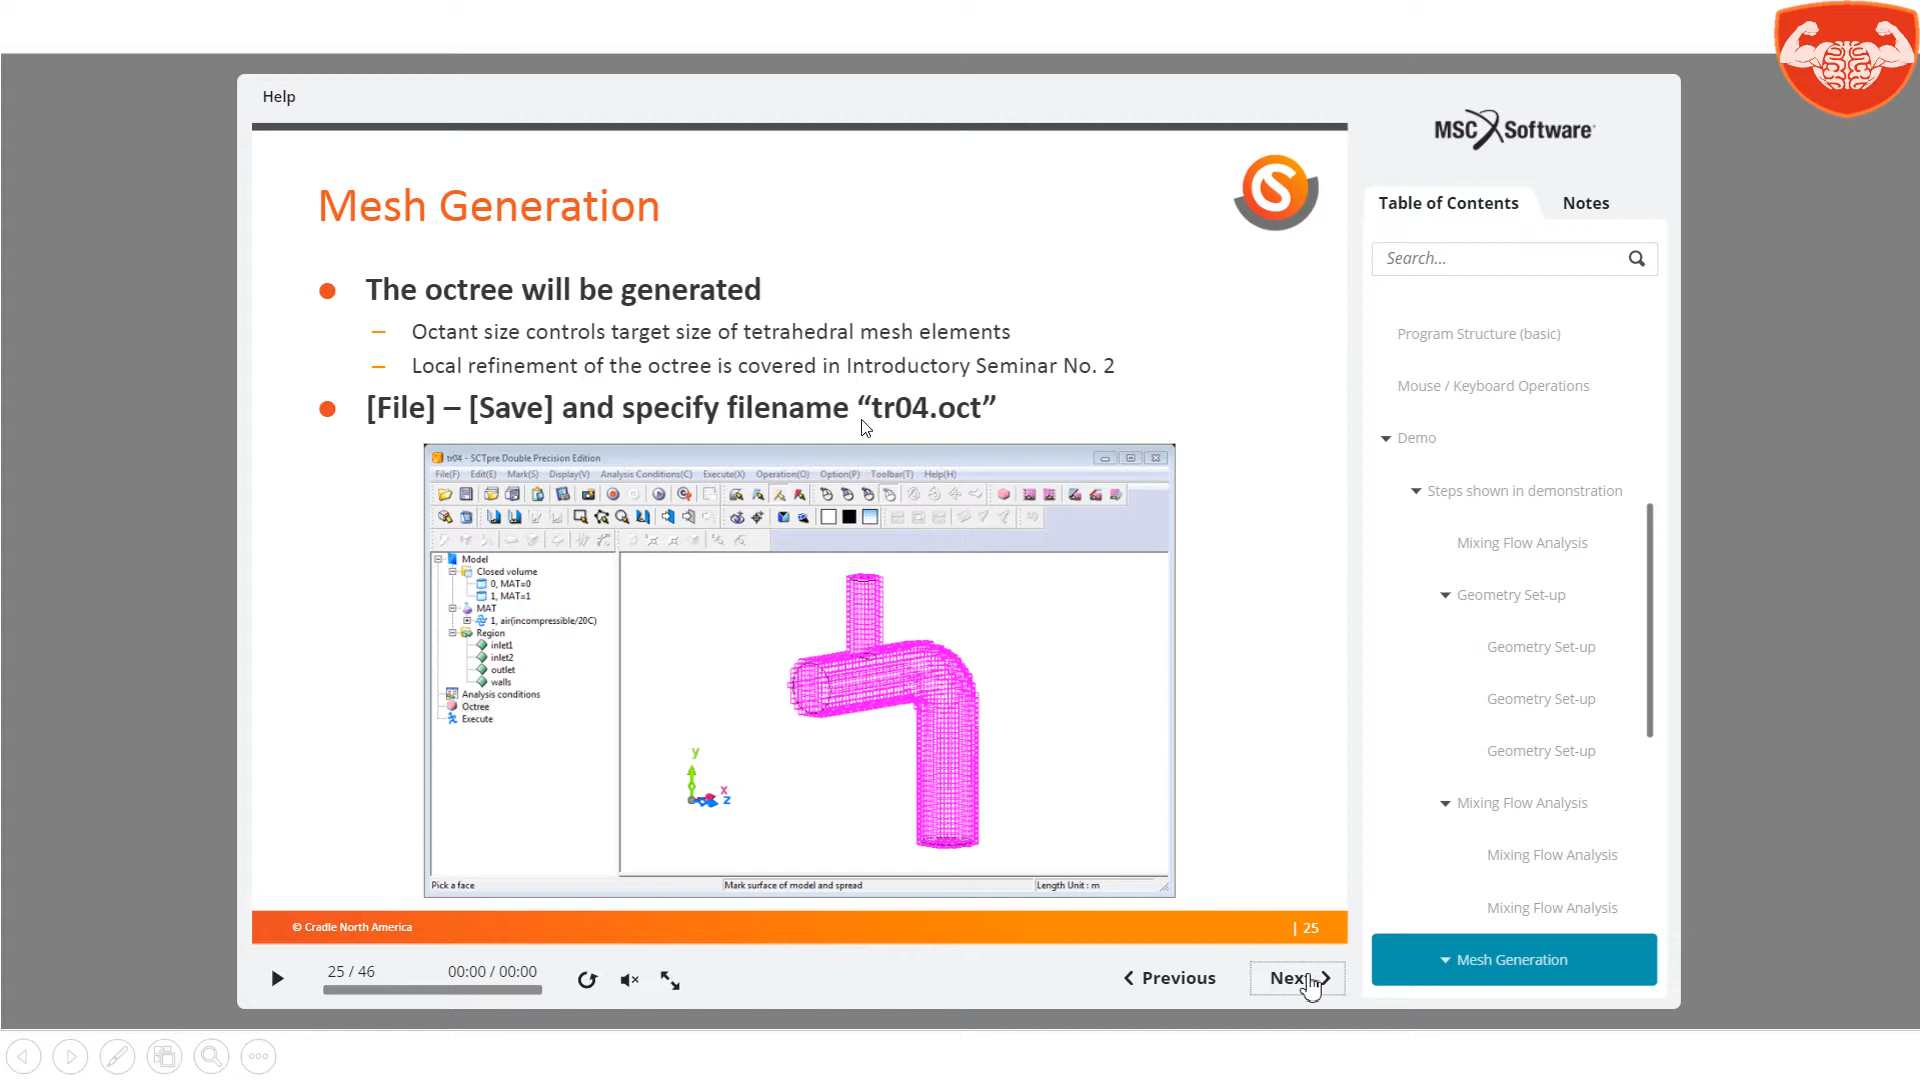 Help
MSC Software
Table of Contents
Notes
Search...
Mesh Generation
The octree will be generated
– Octant size controls target size of tetrahedral mesh elements
– Local refinement of the octree is covered in Introductory Seminar No. 2
[File] – [Save] and specify filename “tr04.oct”
tr04 - SCTpre Double Precision Edition
File(F) Edit(E) Mark(S) Display(V) Analysis Conditions(C) Execute(X) Operation(O) Option(P) Toolbar(T) Help(H)
Model
Closed volume
0, MAT=0
1, MAT=1
MAT
1, air(incompressible/20C)
Region
inlet1
inlet2
outlet
walls
Analysis conditions
Octree
Execute
y
x
z
Pick a face
Mark surface of model and spread
Length Unit : m
© Cradle North America
| 25
25 / 46
00:00 / 00:00
Previous
Next
Program Structure (basic)
Mouse / Keyboard Operations
Demo
Steps shown in demonstration
Mixing Flow Analysis
Geometry Set-up
Geometry Set-up
Geometry Set-up
Geometry Set-up
Mixing Flow Analysis
Mixing Flow Analysis
Mixing Flow Analysis
Mesh Generation